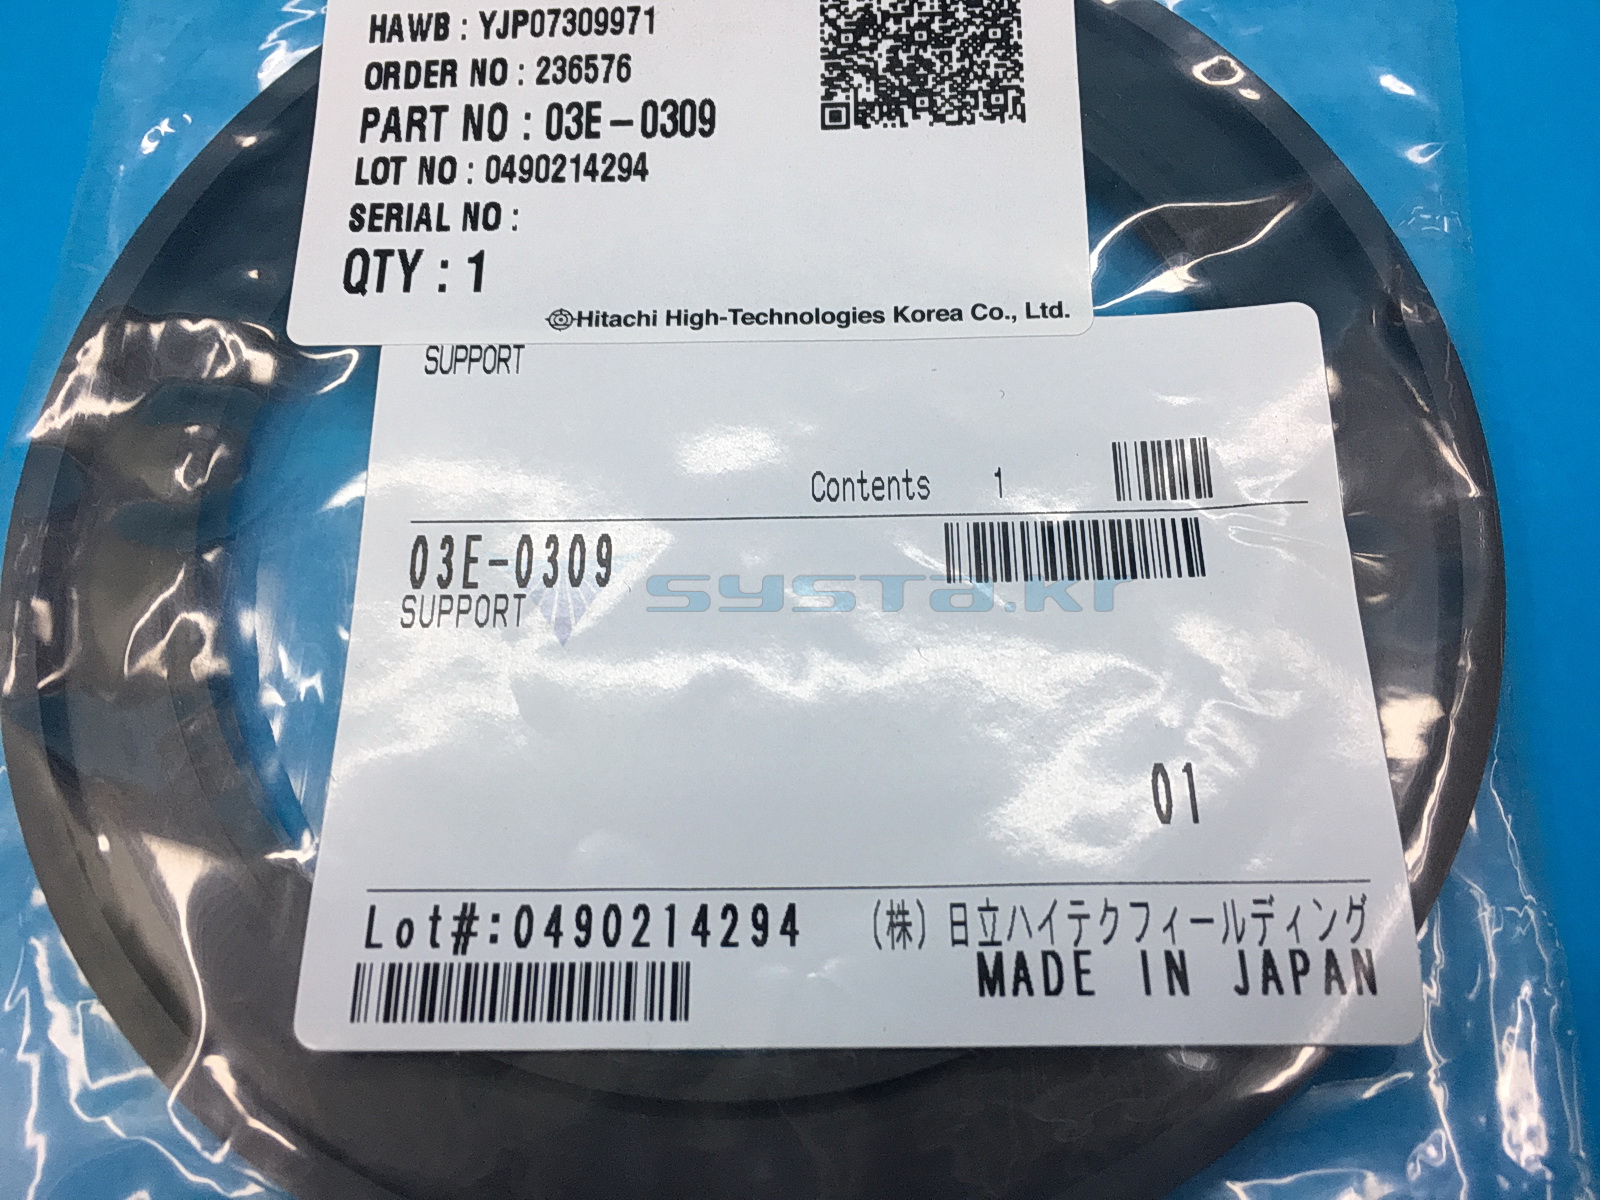 HAWB : YJP07309971
ORDER NO : 236576
PART NO : 03E-0309
LOT NO : 0490214294
SERIAL NO :
QTY : 1
Hitachi High-Technologies Korea Co., Ltd.
SUPPORT
Contents 1
03E-0309
SUPPORT
systa.kr
01
Lot#:0490214294
(株)日立ハイテクフィールディング
MADE IN JAPAN